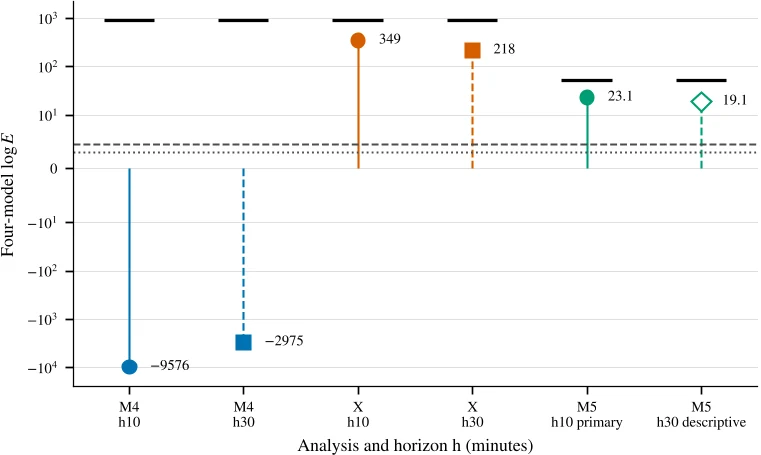 Four-model log E
10³
10²
10¹
0
−10¹
−10²
−10³
−10⁴
349
218
23.1
19.1
−2975
−9576
M4
h10
M4
h30
X
h10
X
h30
M5
h10 primary
M5
h30 descriptive
Analysis and horizon h (minutes)